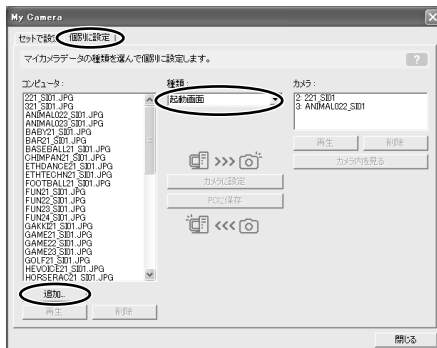 My Camera
セットで設定
個別に設定
マイカメラデータの種類を選んで個別に設定します。
?
コンピュータ:
221_SI01.JPG
321_SI01.JPG
ANIMAL022_SI01.JPG
ANIMAL023_SI01.JPG
BABY21_SI01.JPG
BAR21_SI01.JPG
BASEBALL21_SI01.JPG
CHIMPAN21_SI01.JPG
ETHDANCE21_SI01.JPG
ETHTECHN21_SI01.JPG
FOOTBALL21_SI01.JPG
FUN21_SI01.JPG
FUN22_SI01.JPG
FUN23_SI01.JPG
FUN24_SI01.JPG
GAKKI21_SI01.JPG
GAME21_SI01.JPG
GAME22_SI01.JPG
GAME23_SI01.JPG
GOLF21_SI01.JPG
HEVOICE21_SI01.JPG
HORSERAC21_SI01.JPG
追加...
再生
削除
種類:
起動画面
>>>
カメラに設定
PCに保存
<<<
カメラ:
2: 221_SI01
3: ANIMAL022_SI01
再生
削除
カメラ内を見る
閉じる